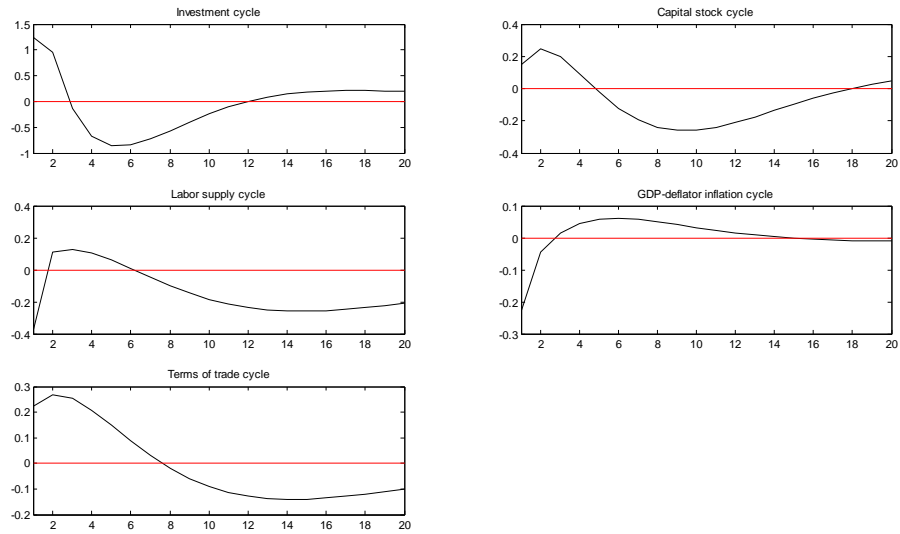 Investment cycle
1.5
1
0.5
0
-0.5
-1
2 4 6 8 10 12 14 16 18 20
Capital stock cycle
0.4
0.2
0
-0.2
-0.4
2 4 6 8 10 12 14 16 18 20
Labor supply cycle
0.4
0.2
0
-0.2
-0.4
2 4 6 8 10 12 14 16 18 20
GDP-deflator inflation cycle
0.1
0
-0.1
-0.2
-0.3
2 4 6 8 10 12 14 16 18 20
Terms of trade cycle
0.3
0.2
0.1
0
-0.1
-0.2
2 4 6 8 10 12 14 16 18 20